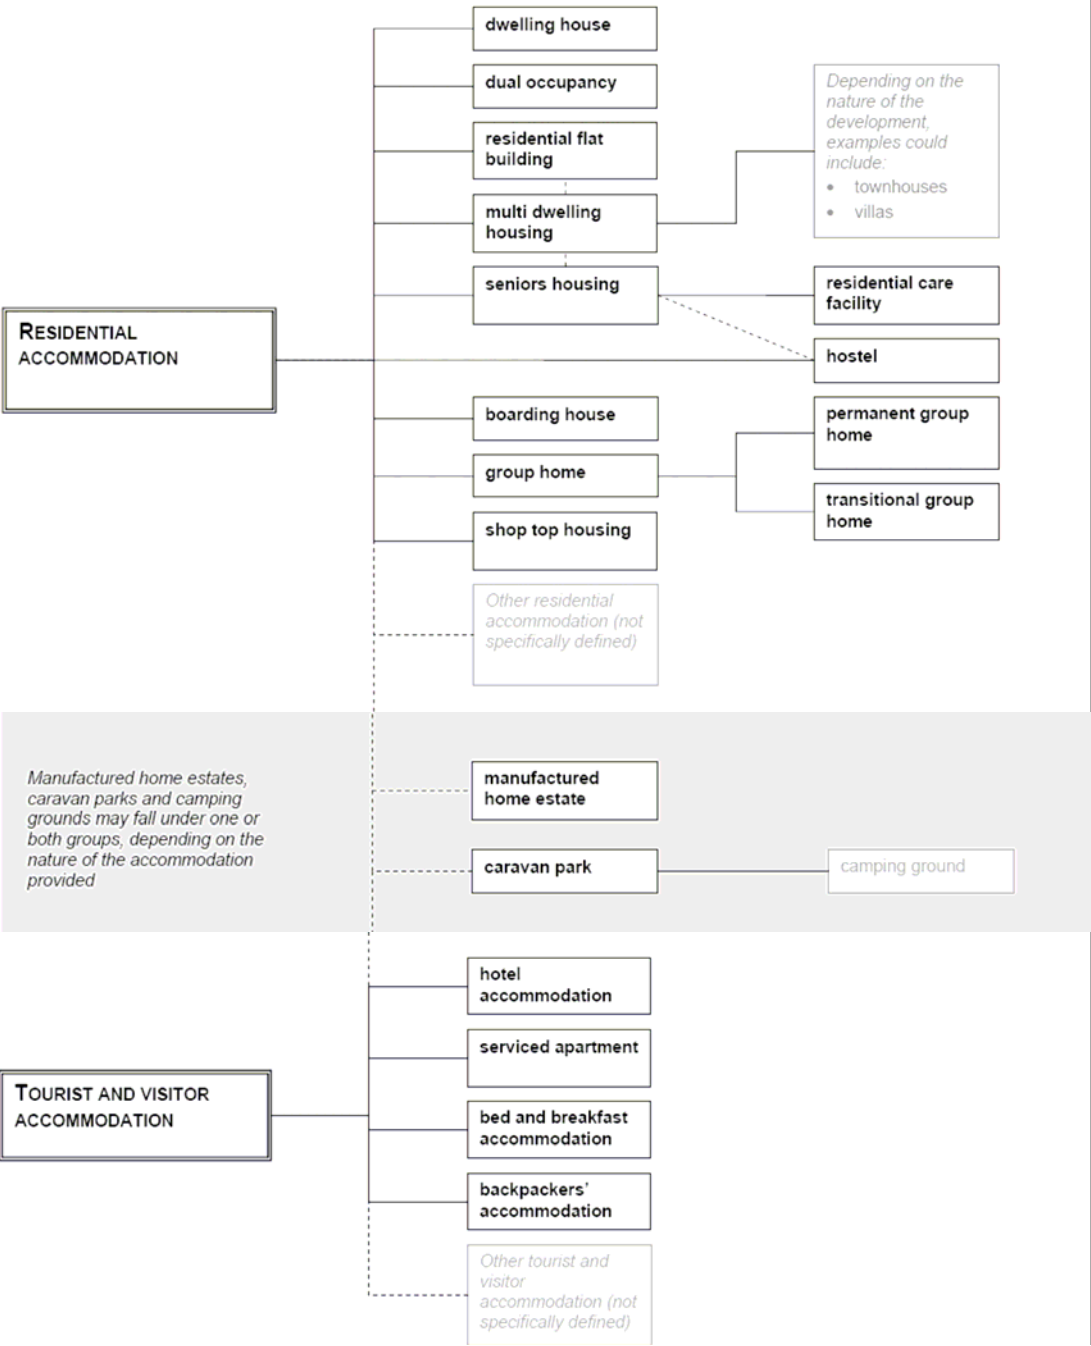 dwelling house
dual occupancy
residential flat
building
multi dwelling
housing
Depending on the
nature of the
development,
examples could
include:
• townhouses
• villas
seniors housing
residential care
facility
hostel
RESIDENTIAL
ACCOMMODATION
boarding house
group home
permanent group
home
transitional group
home
shop top housing
Other residential
accommodation (not
specifically defined)
Manufactured home estates,
caravan parks and camping
grounds may fall under one or
both groups, depending on the
nature of the accommodation
provided
manufactured
home estate
caravan park
camping ground
hotel
accommodation
serviced apartment
TOURIST AND VISITOR
ACCOMMODATION
bed and breakfast
accommodation
backpackers’
accommodation
Other tourist and
visitor
accommodation (not
specifically defined)